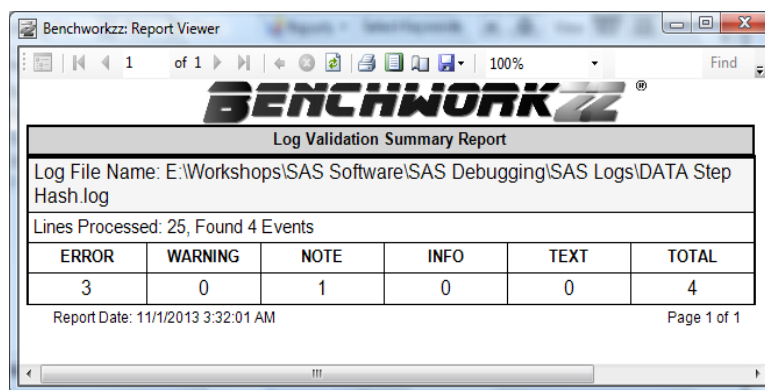 Benchworkzz: Report Viewer
1 of 1 100% Find
BENCHWORKZZ ®
Log Validation Summary Report
Log File Name: E:\Workshops\SAS Software\SAS Debugging\SAS Logs\DATA Step
Hash.log
Lines Processed: 25, Found 4 Events
ERROR WARNING NOTE INFO TEXT TOTAL
3 0 1 0 0 4
Report Date: 11/1/2013 3:32:01 AM Page 1 of 1